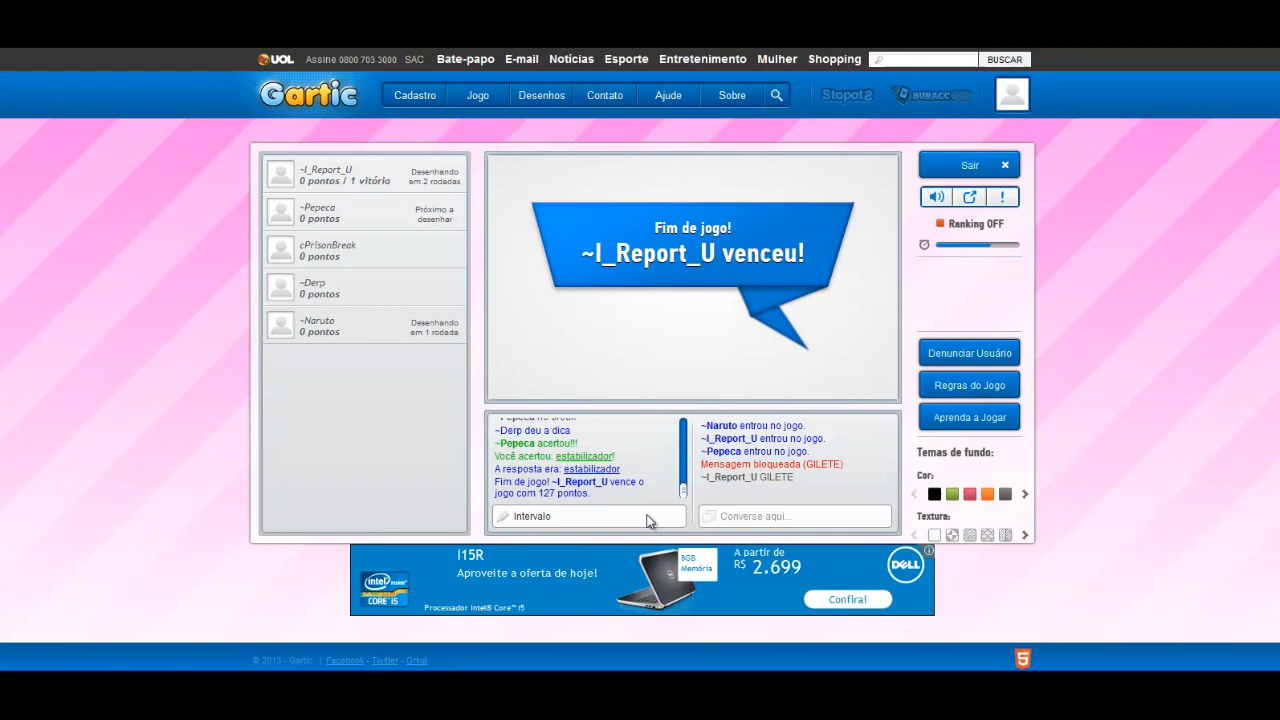 UOL Assine 0800 703 3000 SAC Bate-papo E-mail Notícias Esporte Entretenimento Mulher Shopping BUSCAR
Gartic Cadastro Jogo Desenhos Contato Ajude Sobre StopotS
~I_Report_U
0 pontos / 1 vitória
Desenhando
em 2 rodadas
~Pepeca
0 pontos
Próximo a
desenhar
cPr!sonBreak
0 pontos
~Derp
0 pontos
~Naruto
0 pontos
Desenhando
em 1 rodada
Fim de jogo!
~I_Report_U venceu!
~Pepeca no break
~Derp deu a dica
~Pepeca acertou!!!
Você acertou: estabilizador!
A resposta era: estabilizador
Fim de jogo! ~I_Report_U vence o
jogo com 127 pontos.
Intervalo
~Naruto entrou no jogo.
~I_Report_U entrou no jogo.
~Pepeca entrou no jogo.
Mensagem bloqueada (GILETE)
~I_Report_U GILETE
Converse aqui...
Sair ×
!
Ranking OFF
Denunciar Usuário
Regras do Jogo
Aprenda a Jogar
Temas de fundo:
Cor:
Textura:
I15R
Aproveite a oferta de hoje!
intel inside
CORE i5
Processador Intel® Core™ i5
8GB
Memória
A partir de
R$ 2.699
DELL
Confira!
© 2013 - Gartic | Facebook - Twitter - Orkut
5